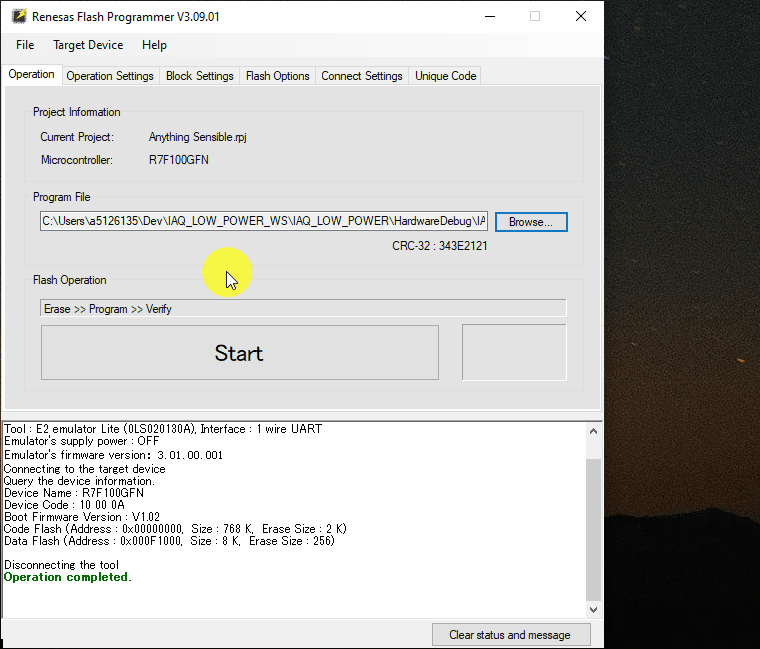 Renesas Flash Programmer V3.09.01
File Target Device Help
Operation Operation Settings Block Settings Flash Options Connect Settings Unique Code
Project Information
Current Project: Anything Sensible.rpj
Microcontroller: R7F100GFN
Program File
C:\Users\a5126135\Dev\IAQ_LOW_POWER_WS\IAQ_LOW_POWER\HardwareDebug\IA
Browse...
CRC-32 : 343E2121
Flash Operation
Erase >> Program >> Verify
Start
Tool : E2 emulator Lite (0LS020130A), Interface : 1 wire UART
Emulator's supply power : OFF
Emulator's firmware version: 3.01.00.001
Connecting to the target device
Query the device information.
Device Name : R7F100GFN
Device Code : 10 00 0A
Boot Firmware Version : V1.02
Code Flash (Address : 0x00000000, Size : 768 K, Erase Size : 2 K)
Data Flash (Address : 0x000F1000, Size : 8 K, Erase Size : 256)
Disconnecting the tool
Operation completed.
Clear status and message